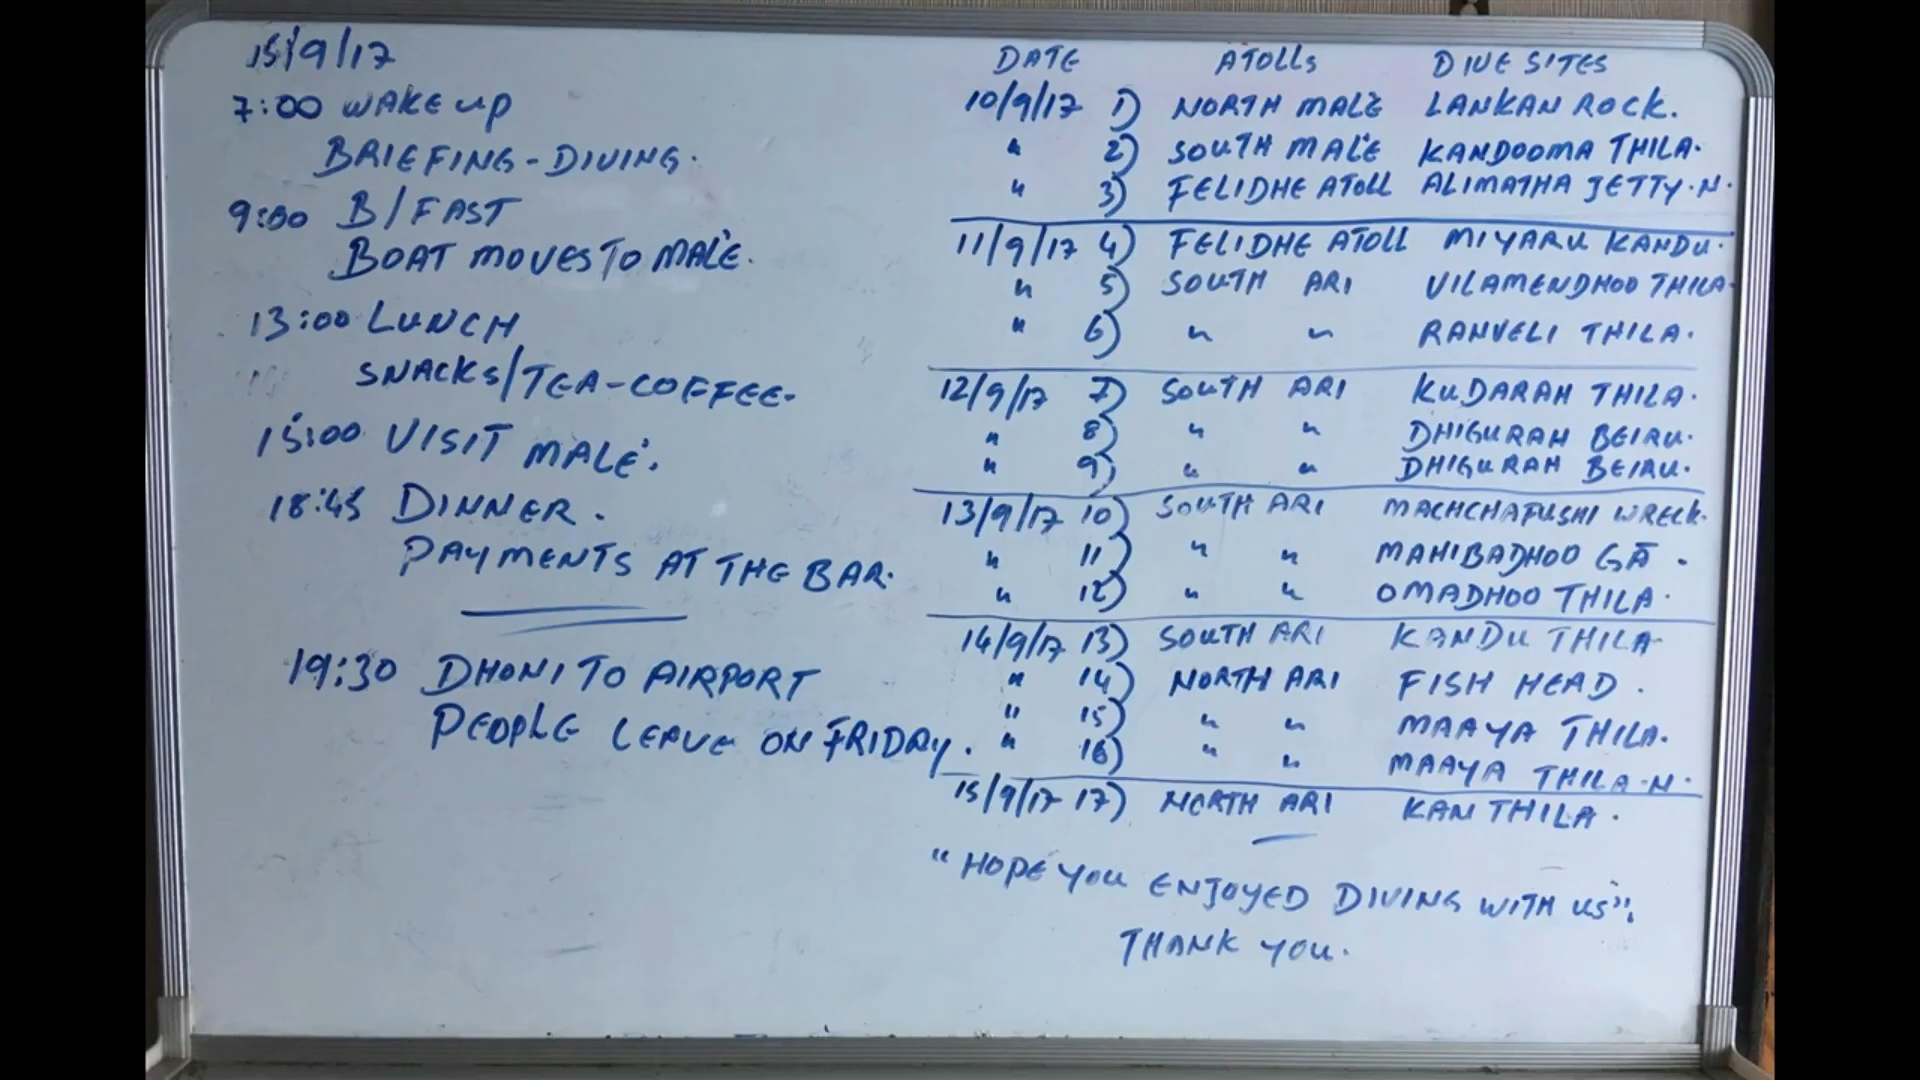 15/9/17
7:00 WAKE UP
BRIEFING - DIVING.
9:00 B/FAST
BOAT MOVES TO MALÉ.
13:00 LUNCH
SNACKS/TEA-COFFEE.
15:00 VISIT MALÉ.
18:45 DINNER.
PAYMENTS AT THE BAR.
19:30 DHONI TO AIRPORT
PEOPLE LEAVE ON FRIDAY.
DATE ATOLLS DIVE SITES
10/9/17 1) NORTH MALÉ LANKAN ROCK.
" 2) SOUTH MALÉ KANDOOMA THILA.
" 3) FELIDHE ATOLL ALIMATHA JETTY.N.
11/9/17 4) FELIDHE ATOLL MIYARU KANDU.
" 5) SOUTH ARI VILAMENDHOO THILA.
" 6) " " RANVELI THILA.
12/9/17 7) SOUTH ARI KUDARAH THILA.
" 8) " " DHIGURAH BEIRU.
" 9) " " DHIGURAH BEIRU.
13/9/17 10) SOUTH ARI MACHCHAFUSHI WRECK.
" 11) " " MAHIBADHOO GĀ.
" 12) " " OMADHOO THILA.
14/9/17 13) SOUTH ARI KANDU THILA
" 14) NORTH ARI FISH HEAD.
" 15) " " MAAYA THILA.
" 16) " " MAAYA THILA.N.
15/9/17 17) NORTH ARI KAN THILA.
"HOPE YOU ENJOYED DIVING WITH US".
THANK YOU.